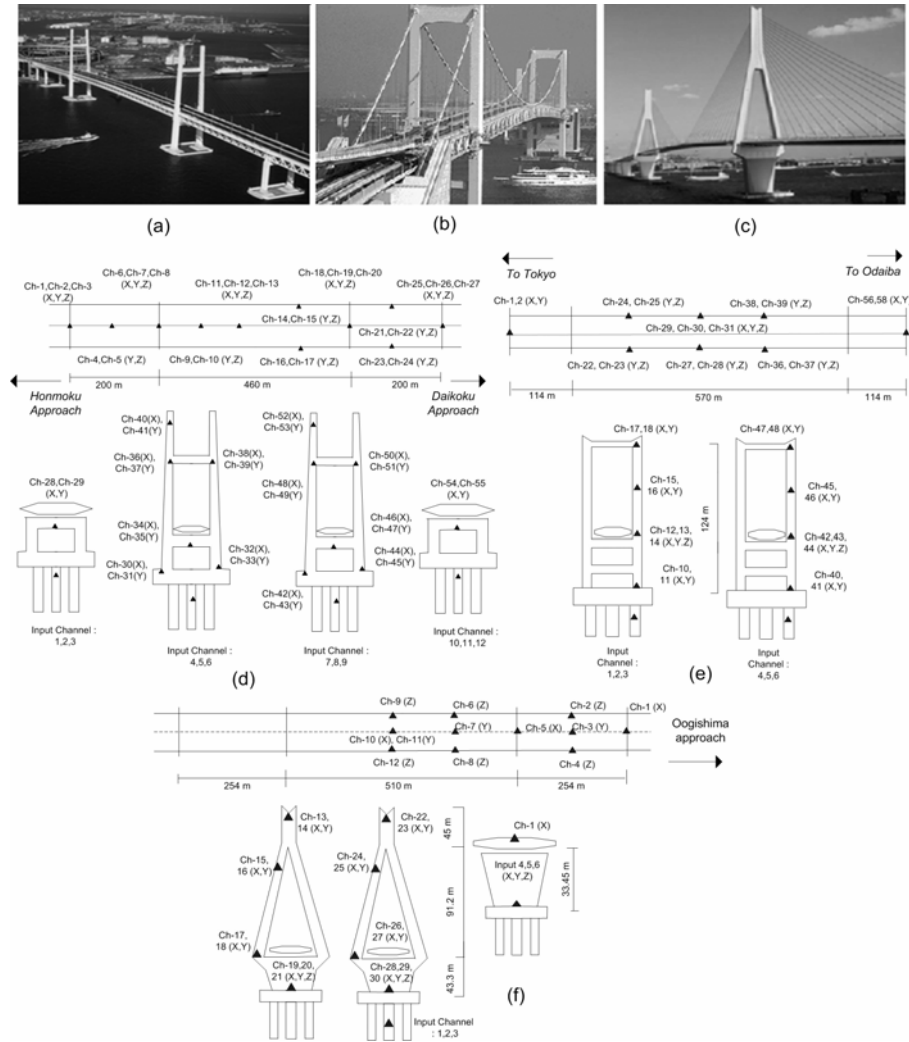 (a)
(b)
(c)
Ch-1,Ch-2,Ch-3
(X,Y,Z)
Ch-6,Ch-7,Ch-8
(X,Y,Z)
Ch-11,Ch-12,Ch-13
(X,Y,Z)
Ch-18,Ch-19,Ch-20
(X,Y,Z)
Ch-25,Ch-26,Ch-27
(X,Y,Z)
Ch-14,Ch-15 (Y,Z)
Ch-21,Ch-22 (Y,Z)
Ch-4,Ch-5 (Y,Z)
Ch-9,Ch-10 (Y,Z)
Ch-16,Ch-17 (Y,Z)
Ch-23,Ch-24 (Y,Z)
200 m
460 m
200 m
Honmoku
Approach
Daikoku
Approach
Ch-28,Ch-29
(X,Y)
Input Channel :
1,2,3
Ch-40(X),
Ch-41(Y)
Ch-36(X),
Ch-37(Y)
Ch-38(X),
Ch-39(Y)
Ch-34(X)
Ch-35(Y)
Ch-32(X)
Ch-33(Y)
Ch-30(X)
Ch-31(Y)
Input Channel :
4,5,6
Ch-52(X)
Ch-53(Y)
Ch-50(X),
Ch-51(Y)
Ch-48(X)
Ch-49(Y)
Ch-46(X)
Ch-47(Y)
Ch-44(X)
Ch-45(Y)
Ch-42(X)
Ch-43(Y)
Input Channel :
7,8,9
Ch-54,Ch-55
(X,Y)
Input Channel :
10,11,12
(d)
To Tokyo
To Odaiba
Ch-1,2 (X,Y)
Ch-24, Ch-25 (Y,Z)
Ch-38, Ch-39 (Y,Z)
Ch-56,58 (X,Y
Ch-29, Ch-30, Ch-31 (X,Y,Z)
Ch-22, Ch-23 (Y,Z)
Ch-27, Ch-28 (Y,Z)
Ch-36, Ch-37 (Y,Z)
114 m
570 m
114 m
Ch-17,18 (X,Y)
Ch-15,
16 (X,Y)
Ch-12,13,
14 (X,Y.Z)
Ch-10,
11 (X,Y)
Input
Channel :
1,2,3
124 m
Ch-47,48 (X,Y)
Ch-45,
46 (X,Y)
Ch-42,43,
44 (X,Y.Z)
Ch-40,
41 (X,Y)
Input
Channel :
4,5,6
(e)
Ch-9 (Z)
Ch-6 (Z)
Ch-2 (Z)
Ch-1 (X)
Ch-7 (Y)
Ch-5 (X)
Ch-3 (Y)
Ch-10 (X), Ch-11(Y)
Ch-12 (Z)
Ch-8 (Z)
Ch-4 (Z)
Oogishima
approach
254 m
510 m
254 m
Ch-13,
14 (X,Y)
Ch-15,
16 (X,Y)
Ch-17,
18 (X,Y)
Ch-19,20,
21 (X,Y,Z)
Ch-22,
23 (X,Y)
Ch-24,
25 (X,Y)
Ch-26,
27 (X,Y)
Ch-28,29,
30 (X,Y,Z)
Input Channel
: 1,2,3
45 m
91.2 m
43.3 m
Ch-1 (X)
Input 4,5,6
(X,Y,Z)
33.45 m
(f)